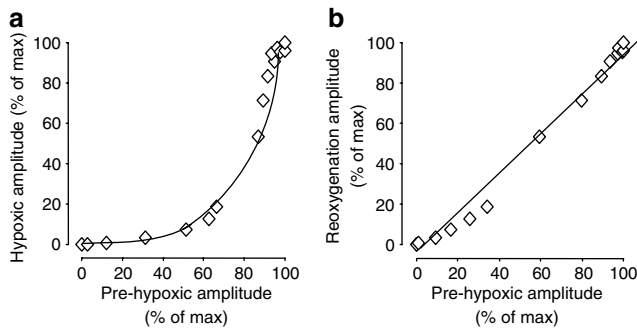 a
Hypoxic amplitude (% of max)
100
80
60
40
20
0
0 20 40 60 80 100
Pre-hypoxic amplitude
(% of max)
b
Reoxygenation amplitude
(% of max)
100
80
60
40
20
0
0 20 40 60 80 100
Pre-hypoxic amplitude
(% of max)